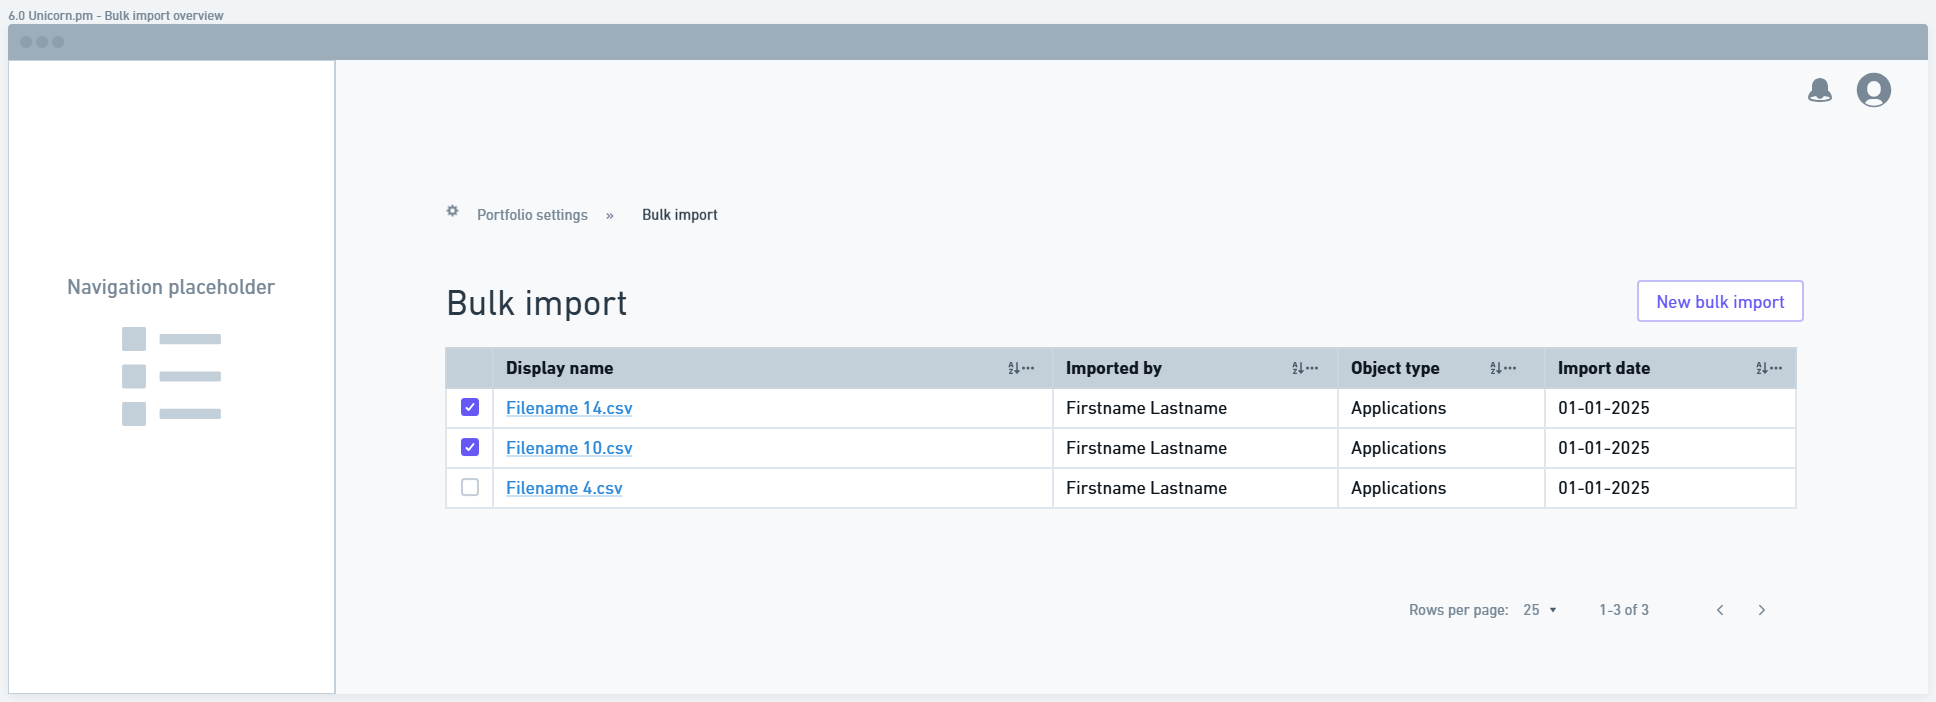 6.0 Unicorn.pm - Bulk import overview
Navigation placeholder
Portfolio settings » Bulk import
Bulk import
New bulk import
Display name Imported by Object type Import date
Filename 14.csv Firstname Lastname Applications 01-01-2025
Filename 10.csv Firstname Lastname Applications 01-01-2025
Filename 4.csv Firstname Lastname Applications 01-01-2025
Rows per page: 25 1-3 of 3